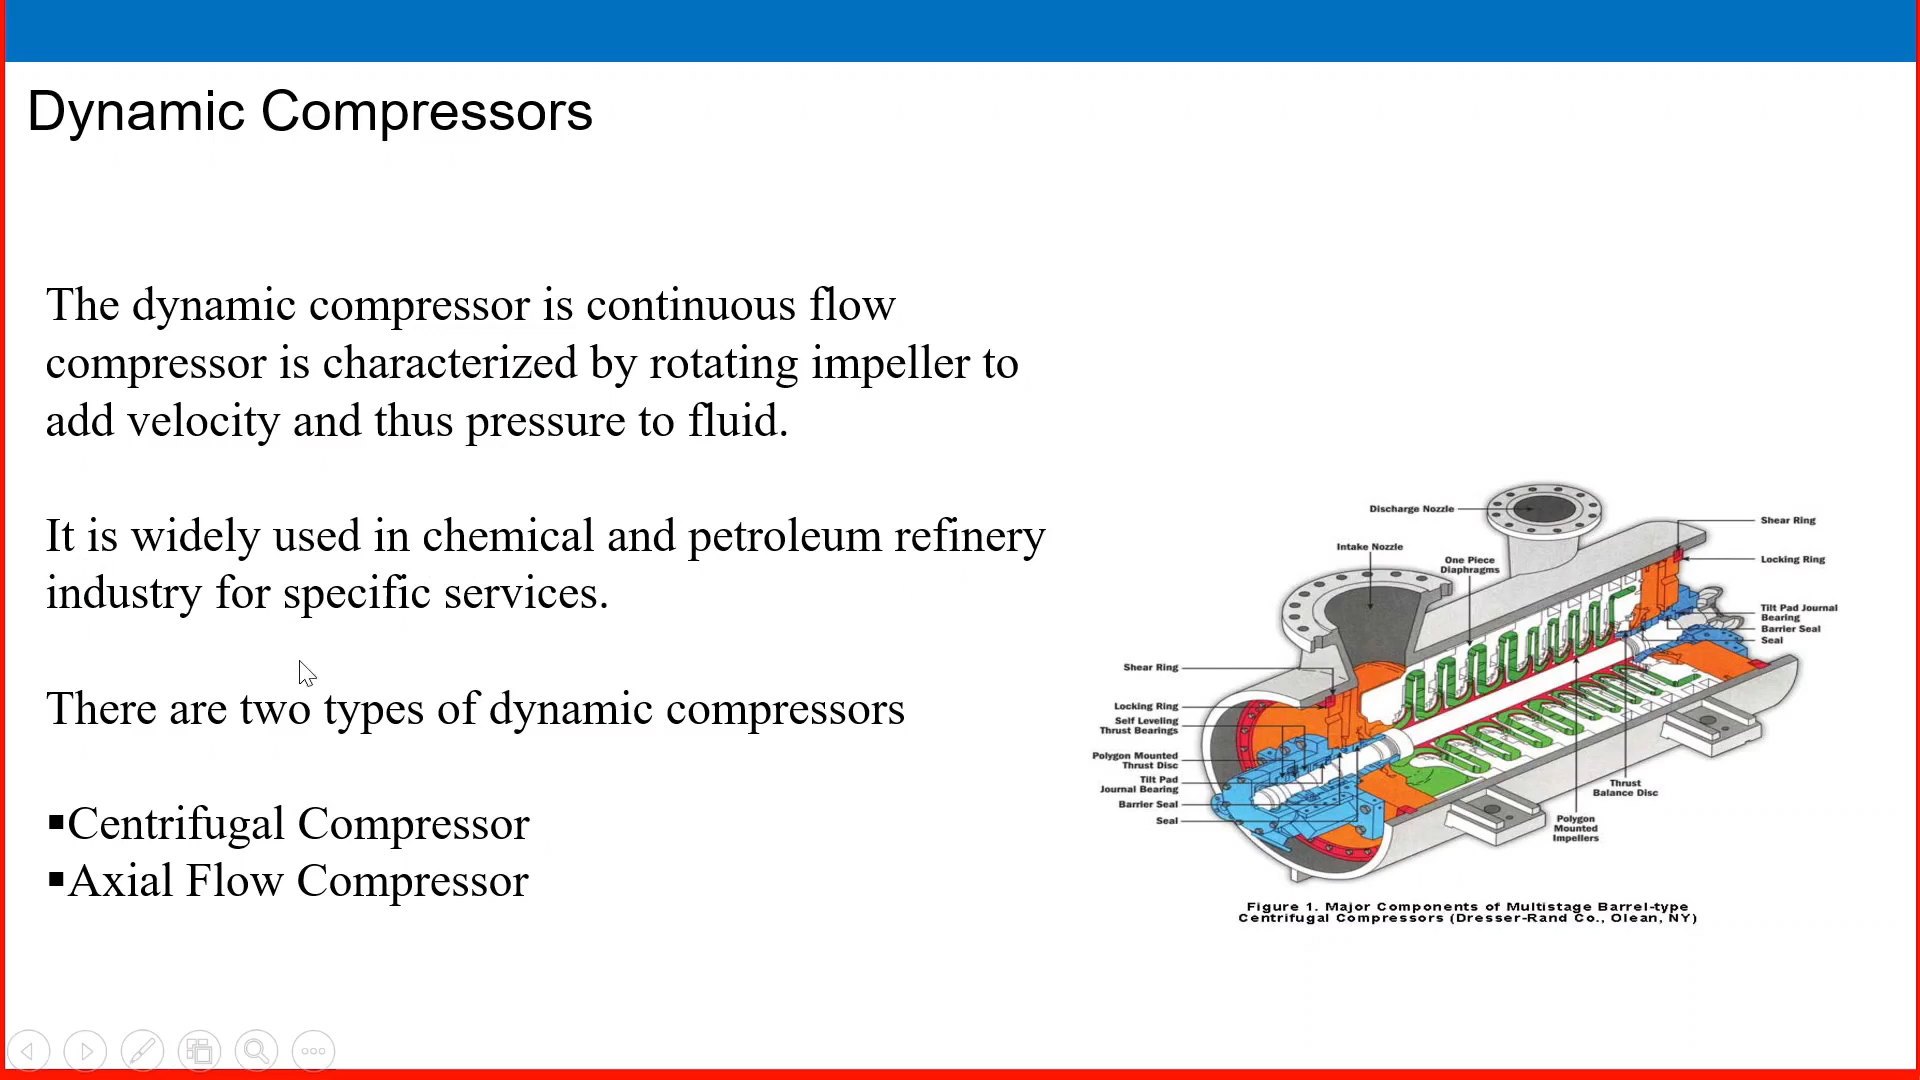 Dynamic Compressors
The dynamic compressor is continuous flow
compressor is characterized by rotating impeller to
add velocity and thus pressure to fluid.
It is widely used in chemical and petroleum refinery
industry for specific services.
There are two types of dynamic compressors
▪Centrifugal Compressor
▪Axial Flow Compressor
Discharge Nozzle
Intake Nozzle
One Piece
Diaphragms
Shear Ring
Locking Ring
Tilt Pad Journal
Bearing
Barrier Seal
Seal
Shear Ring
Locking Ring
Self Leveling
Thrust Bearings
Polygon Mounted
Thrust Disc
Tilt Pad
Journal Bearing
Barrier Seal
Seal
Thrust
Balance Disc
Polygon
Mounted
Impellers
Figure 1. Major Components of Multistage Barrel-type
Centrifugal Compressors (Dresser-Rand Co., Olean, NY)